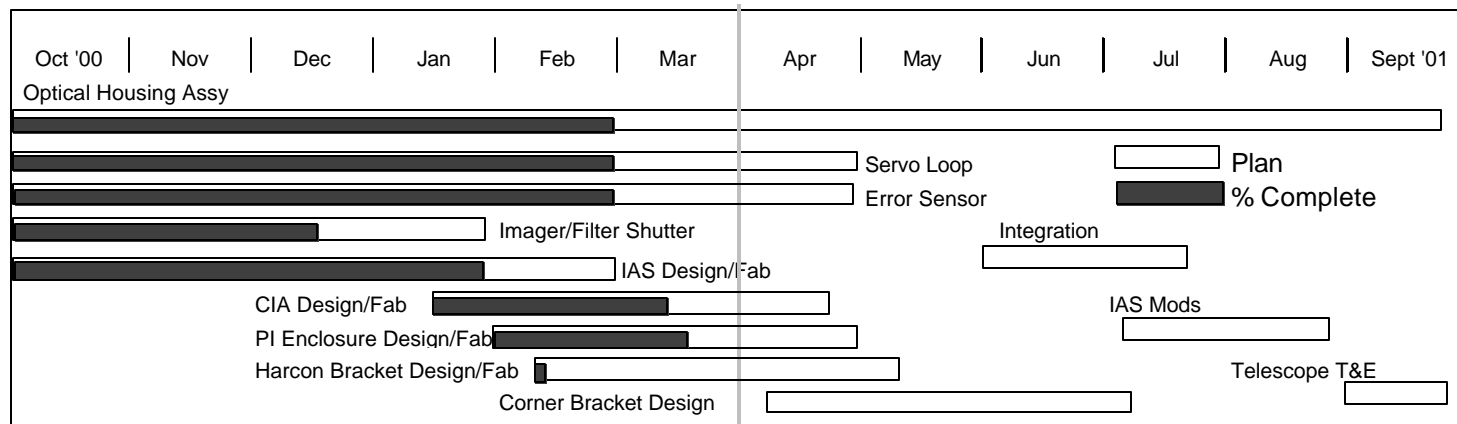 Oct '00 Nov Dec Jan Feb Mar Apr May Jun Jul Aug Sept '01
Optical Housing Assy
Servo Loop
Plan
Error Sensor
% Complete
Imager/Filter Shutter
Integration
IAS Design/Fab
CIA Design/Fab
IAS Mods
PI Enclosure Design/Fab
Harcon Bracket Design/Fab
Telescope T&E
Corner Bracket Design